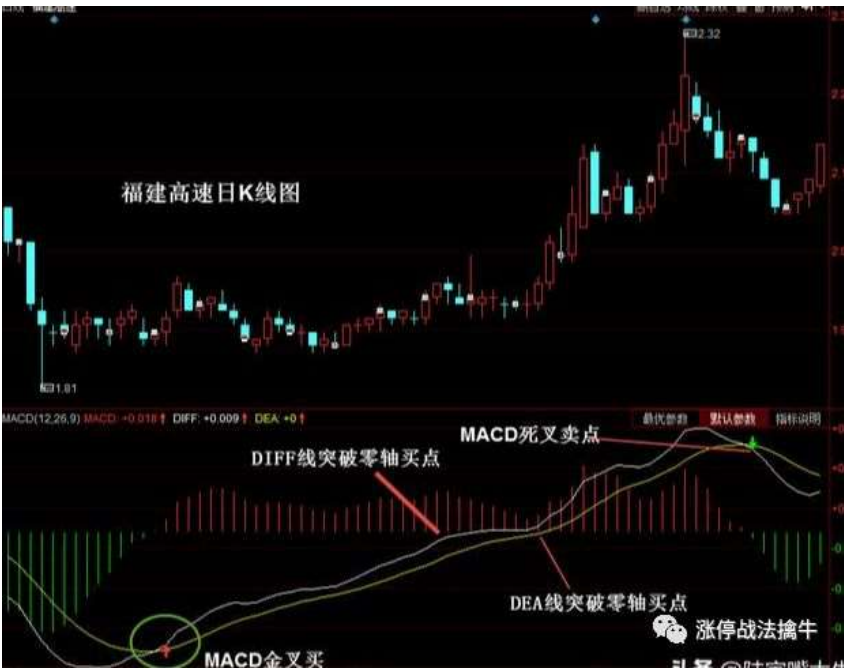 2.32
福建高速日K线图
1.81
MACD(12,26,9) MACD: +0.018↑ DIFF: +0.009↑ DEA: +0↑
最优参数 默认参数 指标说明
MACD死叉卖点
DIFF线突破零轴买点
DEA线突破零轴买点
涨停战法擒牛
MACD金叉买